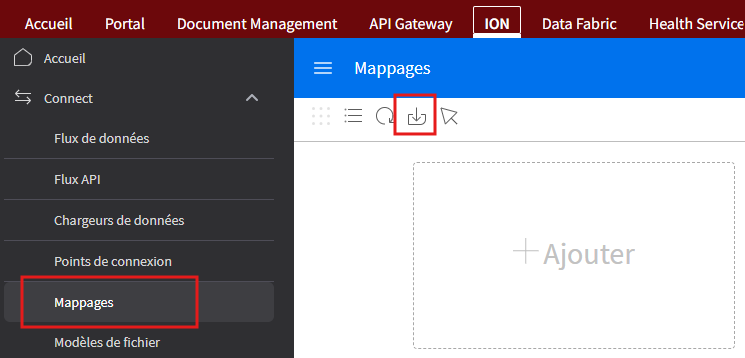 Accueil Portal Document Management API Gateway ION Data Fabric Health Service
Accueil
Connect
Flux de données
Flux API
Chargeurs de données
Points de connexion
Mappages
Modèles de fichier
Mappages
Ajouter